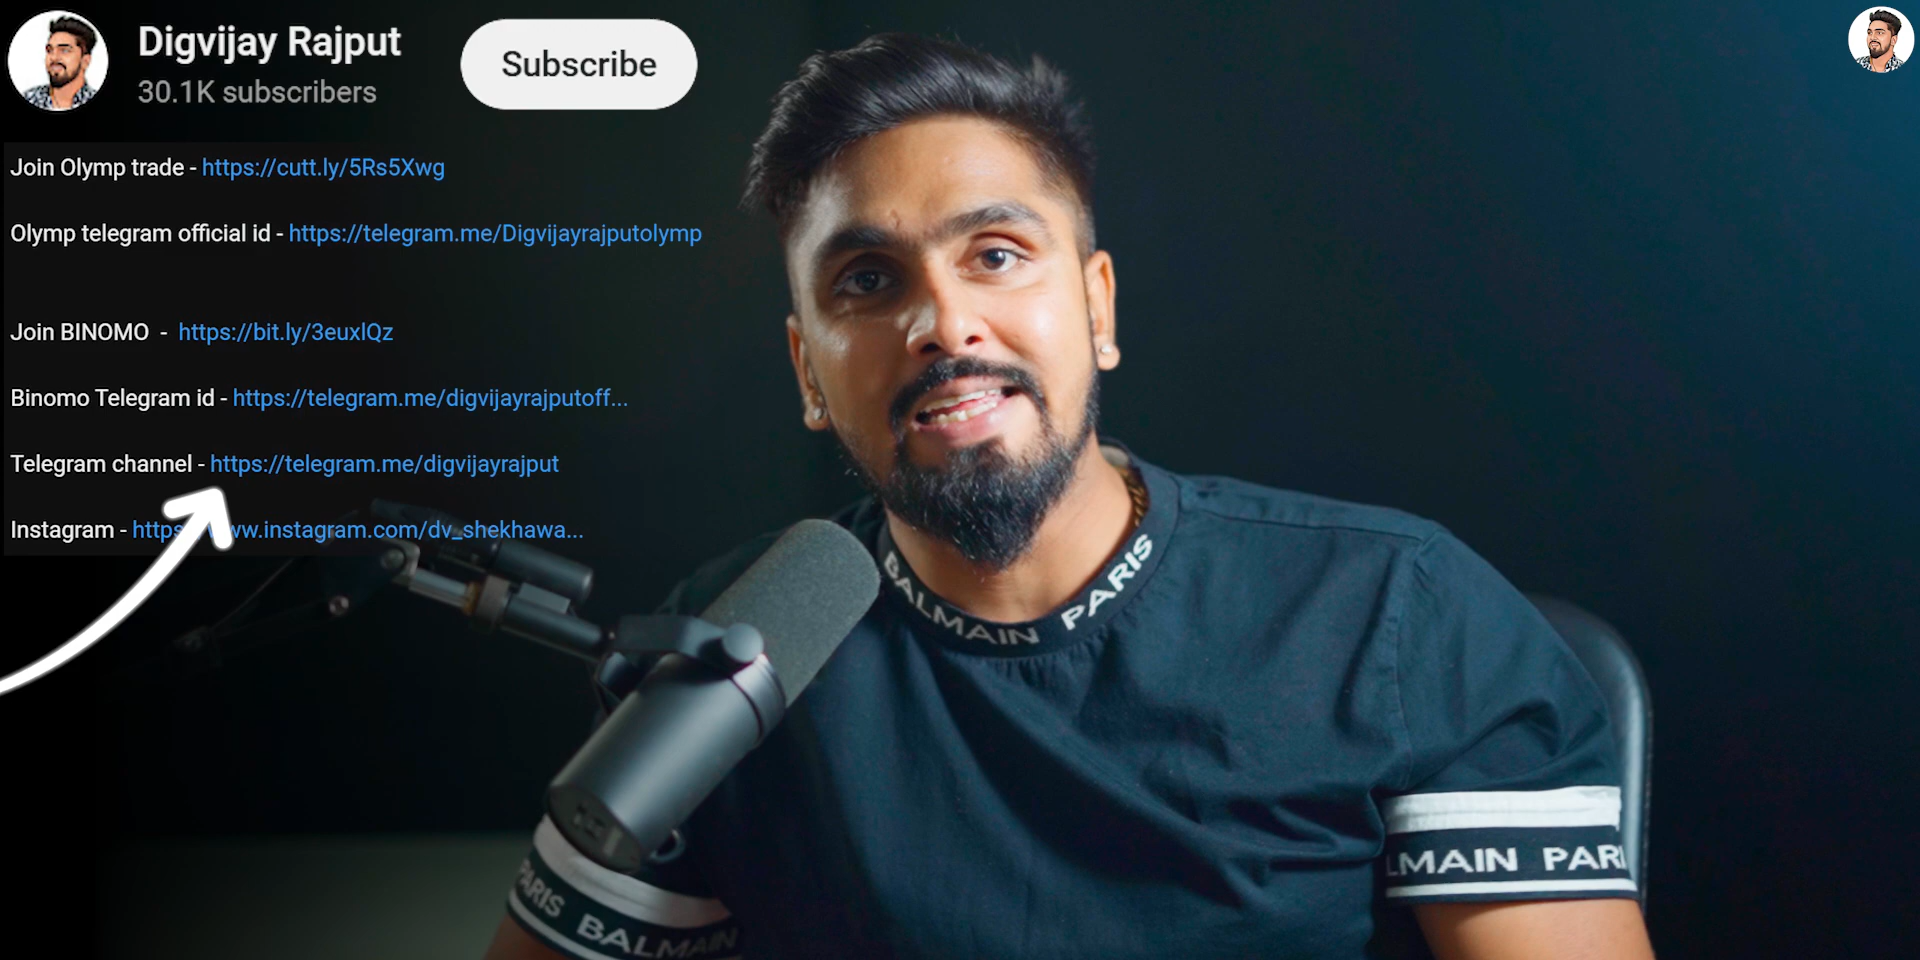 Digvijay Rajput
30.1K subscribers
Subscribe
Join Olymp trade - https://cutt.ly/5Rs5Xwg
Olymp telegram official id - https://telegram.me/Digvijayrajputolymp
Join BINOMO - https://bit.ly/3euxlQz
Binomo Telegram id - https://telegram.me/digvijayrajputoff...
Telegram channel - https://telegram.me/digvijayrajput
Instagram - https ww.instagram.com/dv_shekhawa...
BALMAIN PARIS
LMAIN PARI
PARIS BALMAIN